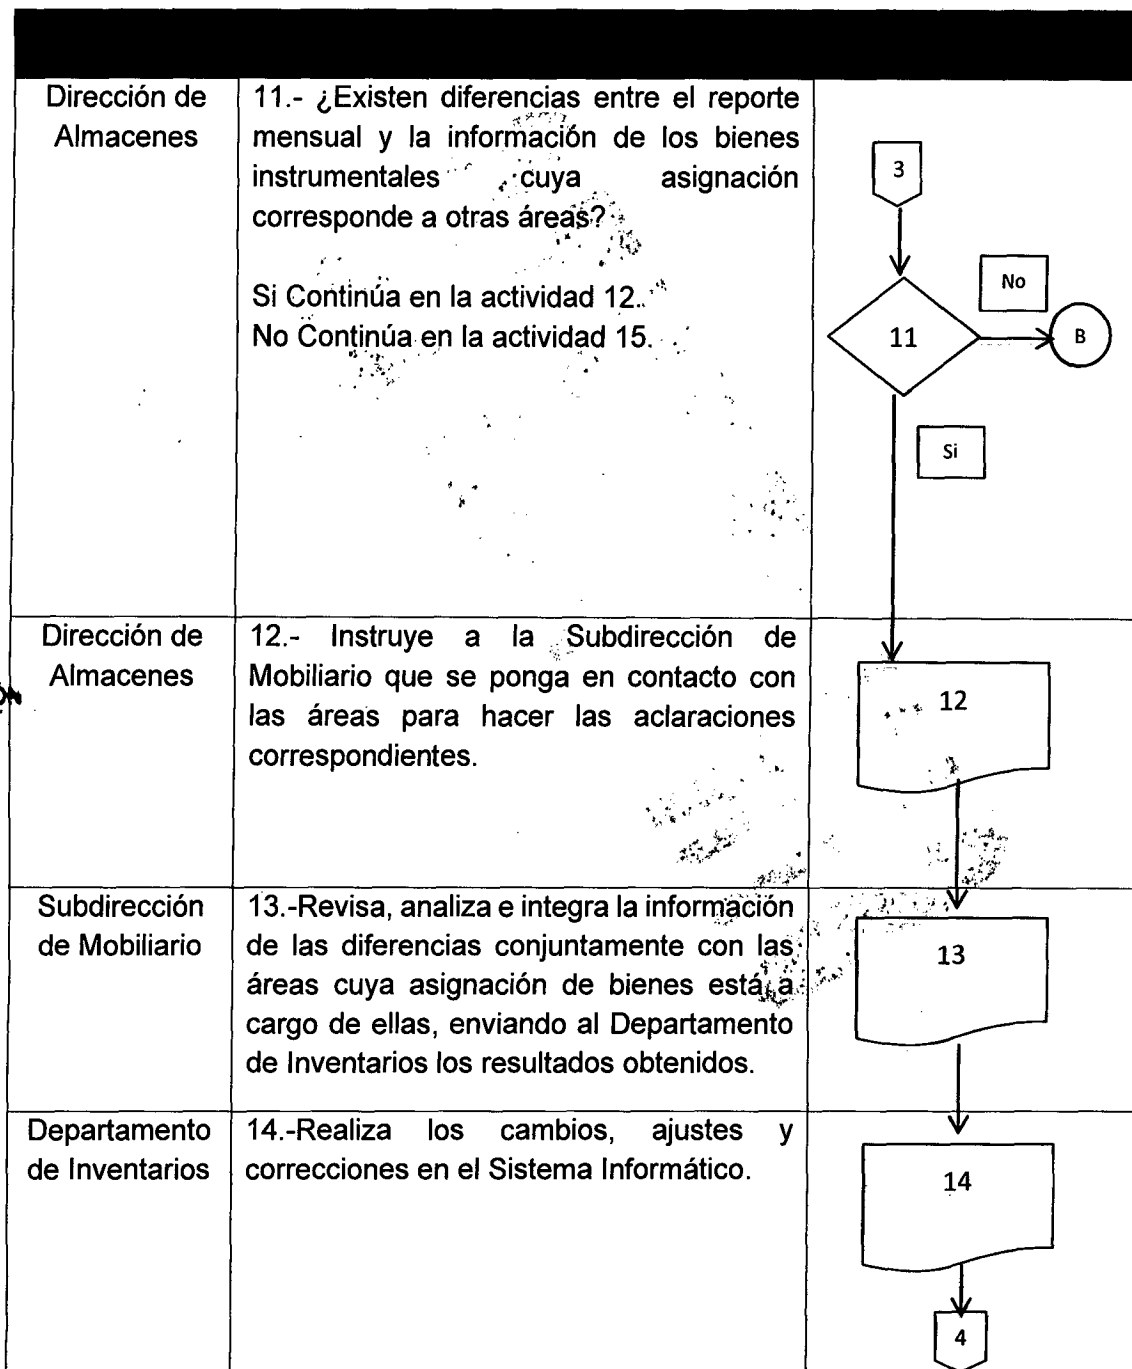 Dirección de
Almacenes
11.- ¿Existen diferencias entre el reporte
mensual y la información de los bienes
instrumentales cuya asignación
corresponde a otras áreas?
Si Continúa en la actividad 12.
No Continúa en la actividad 15.
3
No
11
B
Si
Dirección de
Almacenes
12.- Instruye a la Subdirección de
Mobiliario que se ponga en contacto con
las áreas para hacer las aclaraciones
correspondientes.
12
Subdirección
de Mobiliario
13.-Revisa, analiza e integra la información
de las diferencias conjuntamente con las
áreas cuya asignación de bienes está a
cargo de ellas, enviando al Departamento
de Inventarios los resultados obtenidos.
13
Departamento
de Inventarios
14.-Realiza los cambios, ajustes y
correcciones en el Sistema Informático.
14
4